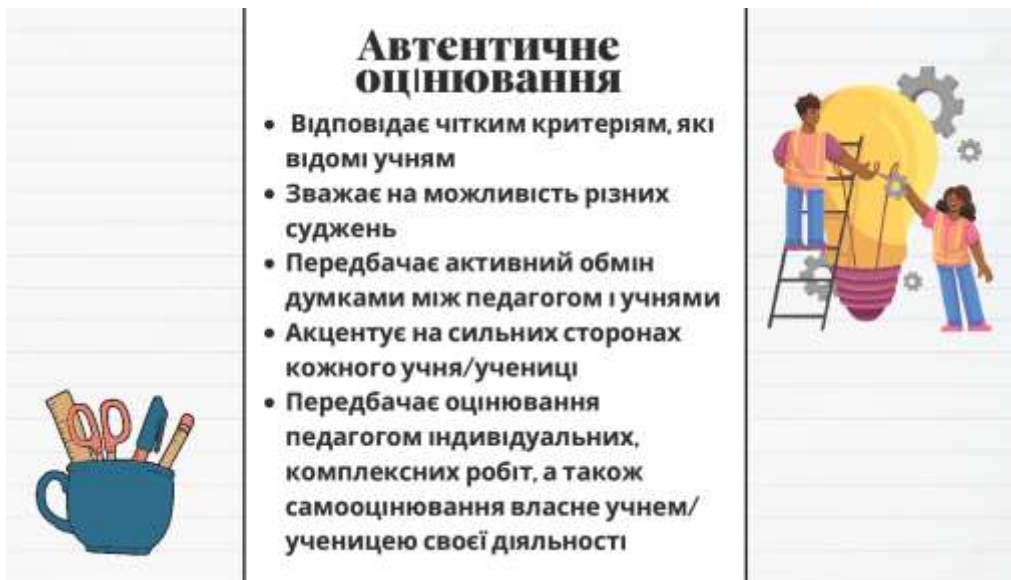 Автентичне
оцінювання
• Відповідає чітким критеріям, які
відомі учням
• Зважає на можливість різних
суджень
• Передбачає активний обмін
думками між педагогом і учнями
• Акцентує на сильних сторонах
кожного учня/учениці
• Передбачає оцінювання
педагогом індивідуальних,
комплексних робіт, а також
самооцінювання власне учнем/
ученицею своєї діяльності